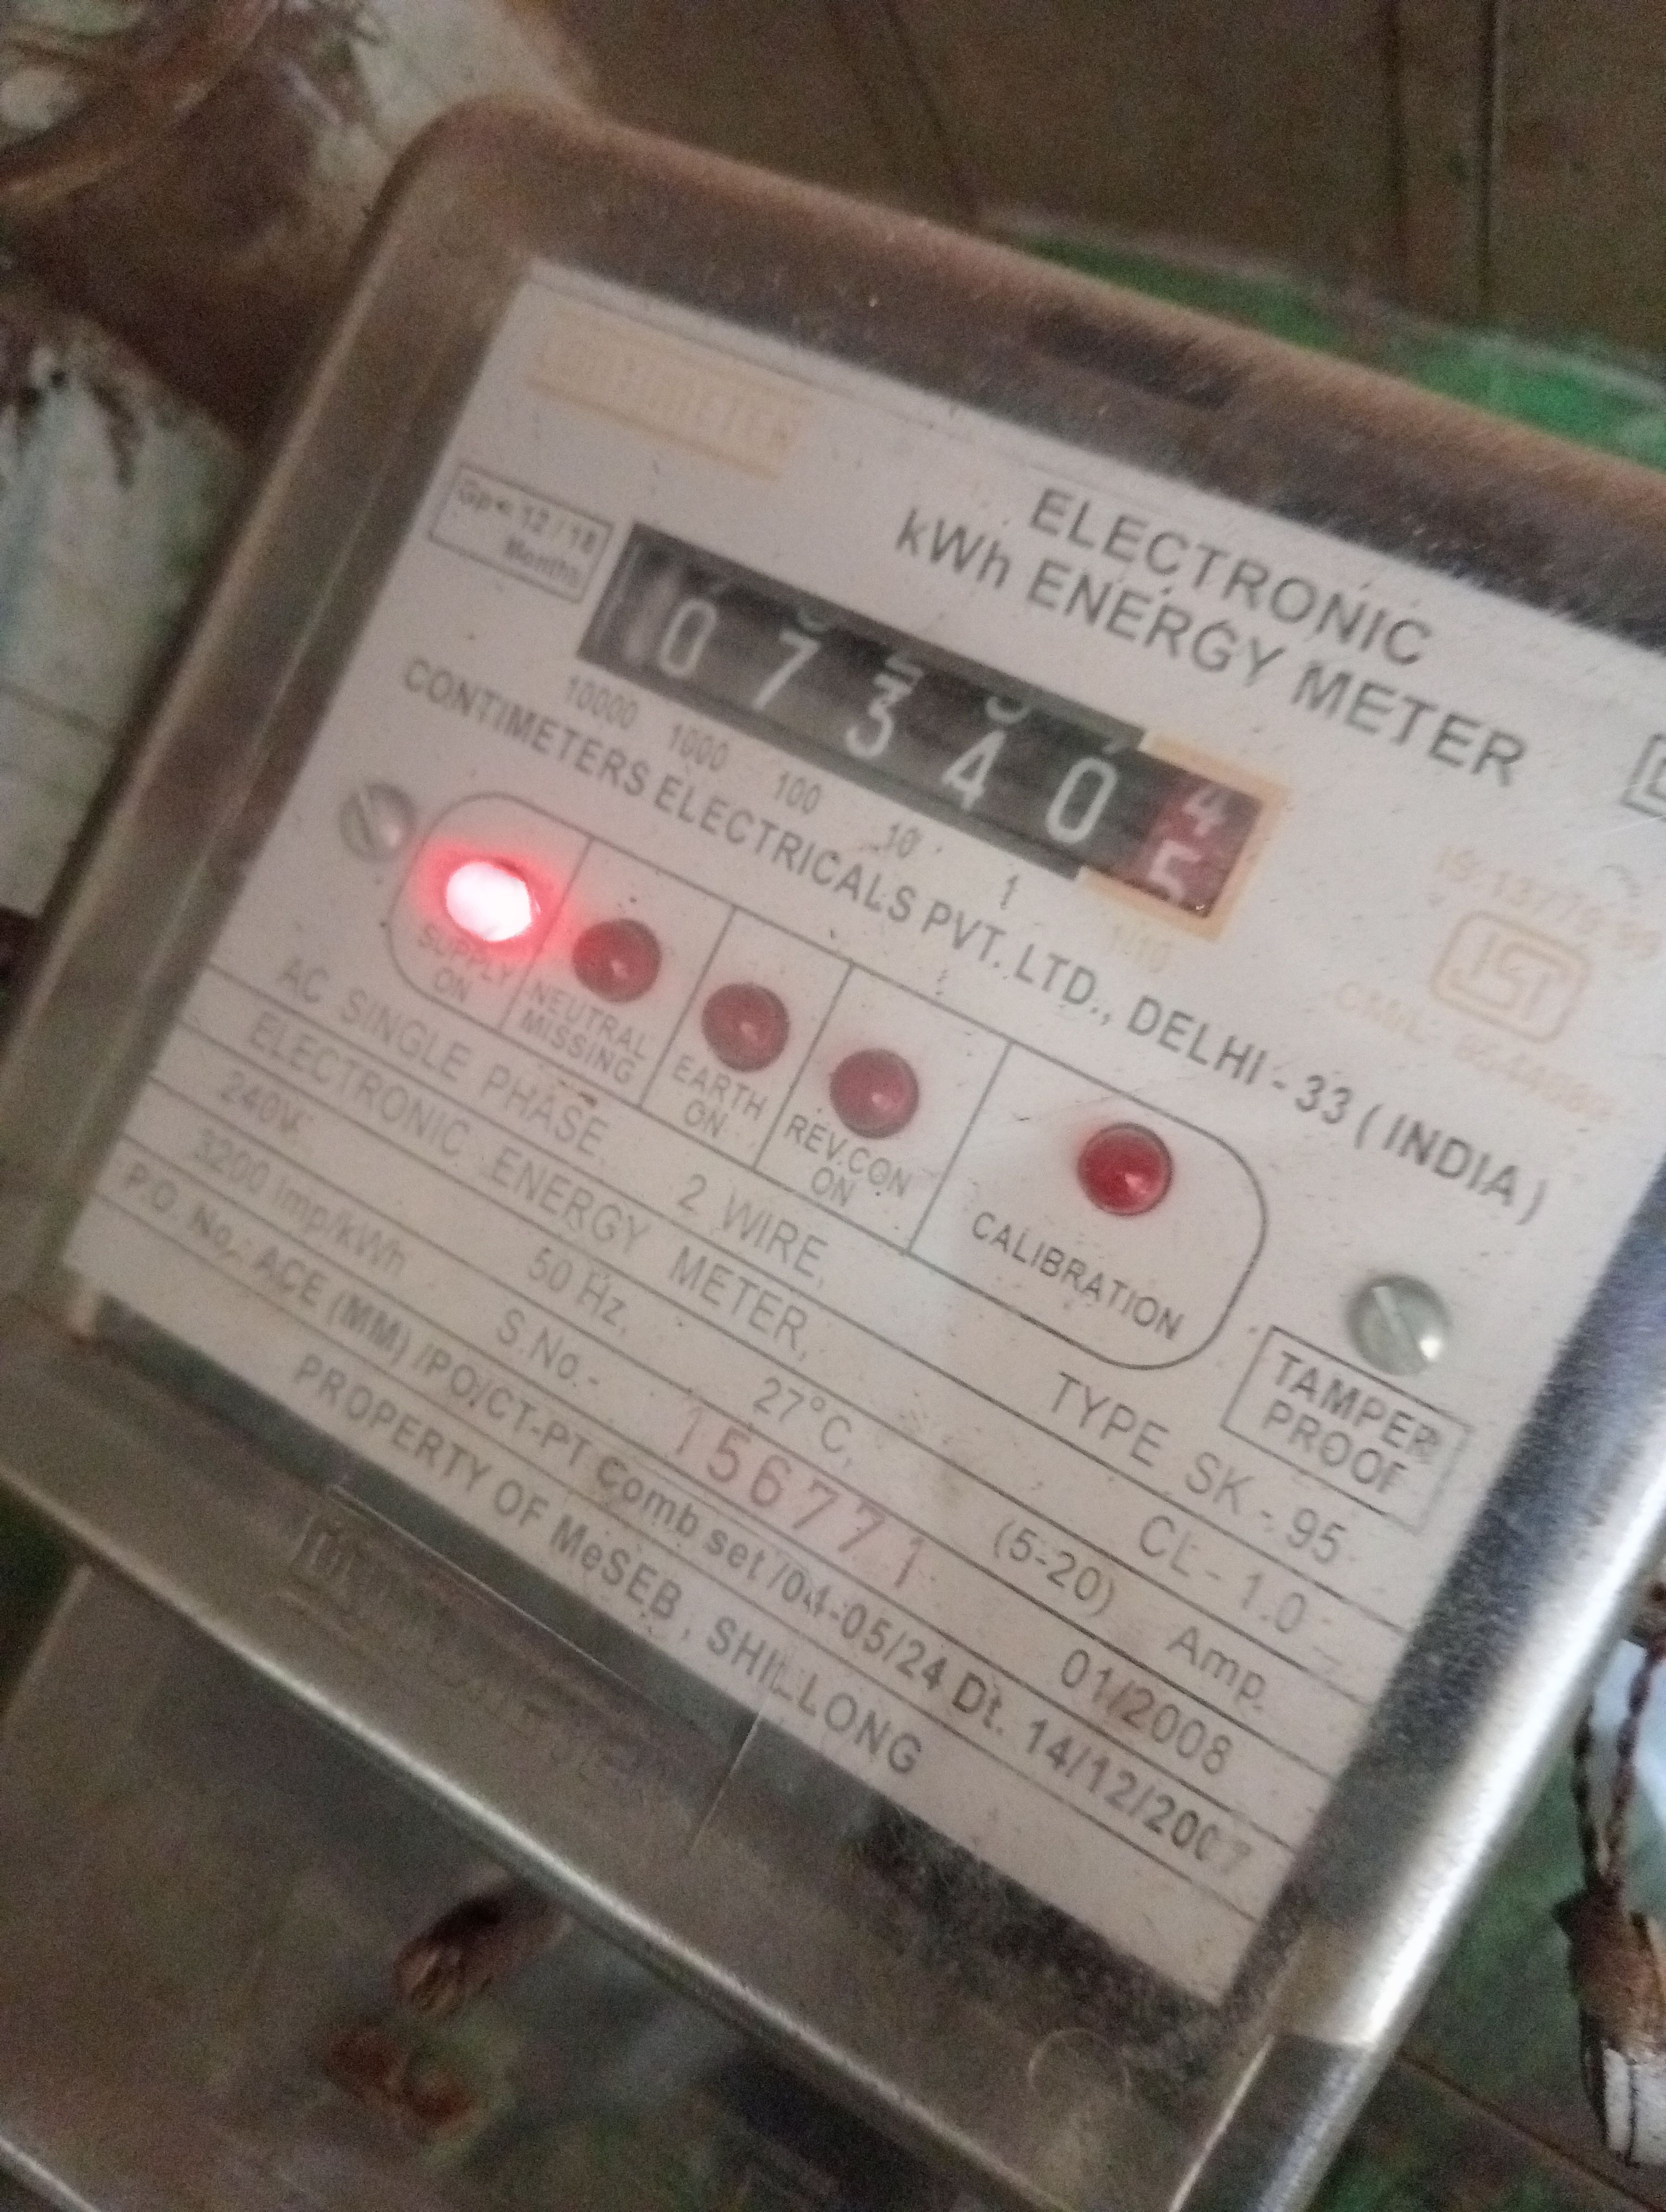 ELECTRONIC
kWh ENERGY METER
12/18
Months
0 7 3 4 0 4
5
10000 1000 100 10 1 1/10
CONTIMETERS ELECTRICALS PVT. LTD., DELHI - 33 ( INDIA )
SUPPLY ON
NEUTRAL MISSING
EARTH ON
REV.CON ON
CALIBRATION
TAMPER PROOF
AC SINGLE PHASE 2 WIRE,
ELECTRONIC ENERGY METER, TYPE SK - 95
240V 50 Hz, 27°C, CL - 1.0
3200 imp/kWh S.No.- 156771 (5-20) Amp.
01/2008
P.O. No.: ACE (MM) /PO/CT-PT Comb set /04-05/24 Dt. 14/12/2007
PROPERTY OF MeSEB, SHILLONG